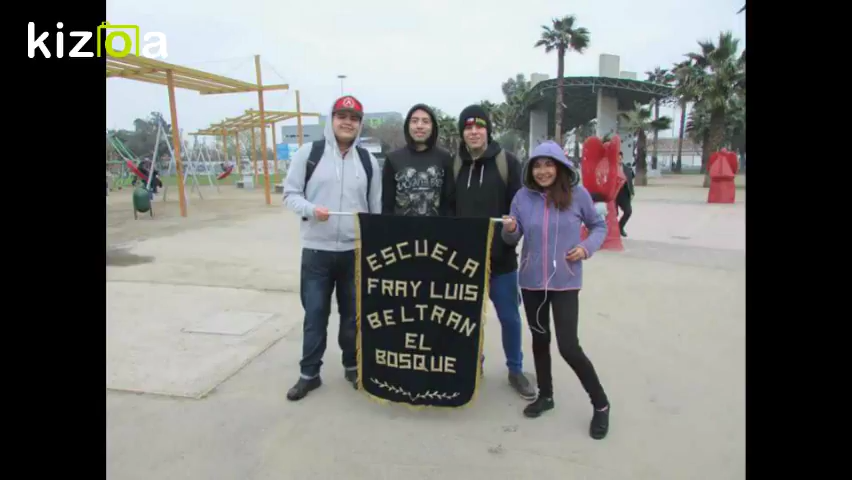 kizoa
ESCUELA
FRAY LUIS
BELTRAN
EL
BOSQUE